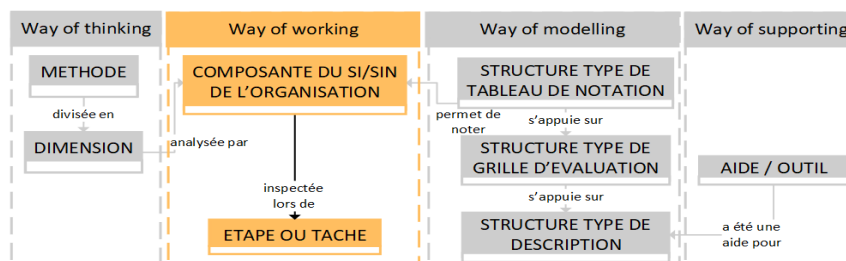 Way of thinking
Way of working
Way of modelling
Way of supporting
METHODE
divisée en
DIMENSION
analysée par
COMPOSANTE DU SI/SIN
DE L'ORGANISATION
inspectée
lors de
ETAPE OU TACHE
STRUCTURE TYPE DE
TABLEAU DE NOTATION
permet de
noter
s'appuie sur
STRUCTURE TYPE DE
GRILLE D'EVALUATION
s'appuie sur
STRUCTURE TYPE DE
DESCRIPTION
AIDE / OUTIL
a été une
aide pour